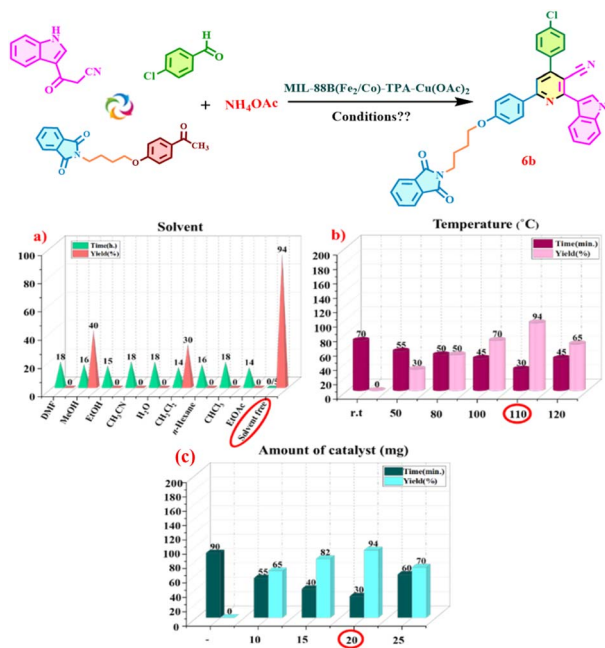 H
N
O
CN
Cl
O
H
+ NH₄OAc
MIL-88B(Fe₂/Co)-TPA-Cu(OAc)₂
Conditions??
O
N
O
O
O
CH₃
Cl
CN
N
N
H
O
O
N
O
6b
a)
Solvent
Time(h.)
Yield(%)
100
80
60
40
20
0
18 0 16 40 15 0 18 0 18 0 14 30 16 0 18 0 14 0 0/5 94
DMF MeOH EtOH CH₃CN H₂O CH₂Cl₂ n-Hexane CHCl₃ EtOAc Solvent free
b)
Temperature (˚C)
Time(min.)
Yield(%)
200
180
160
140
120
100
80
60
40
20
0
70 0 55 30 50 50 45 70 30 94 45 65
r.t 50 80 100 110 120
(c)
Amount of catalyst (mg)
Time(min.)
Yield(%)
200
180
160
140
120
100
80
60
40
20
0
90 0 55 65 40 82 30 94 60 70
- 10 15 20 25